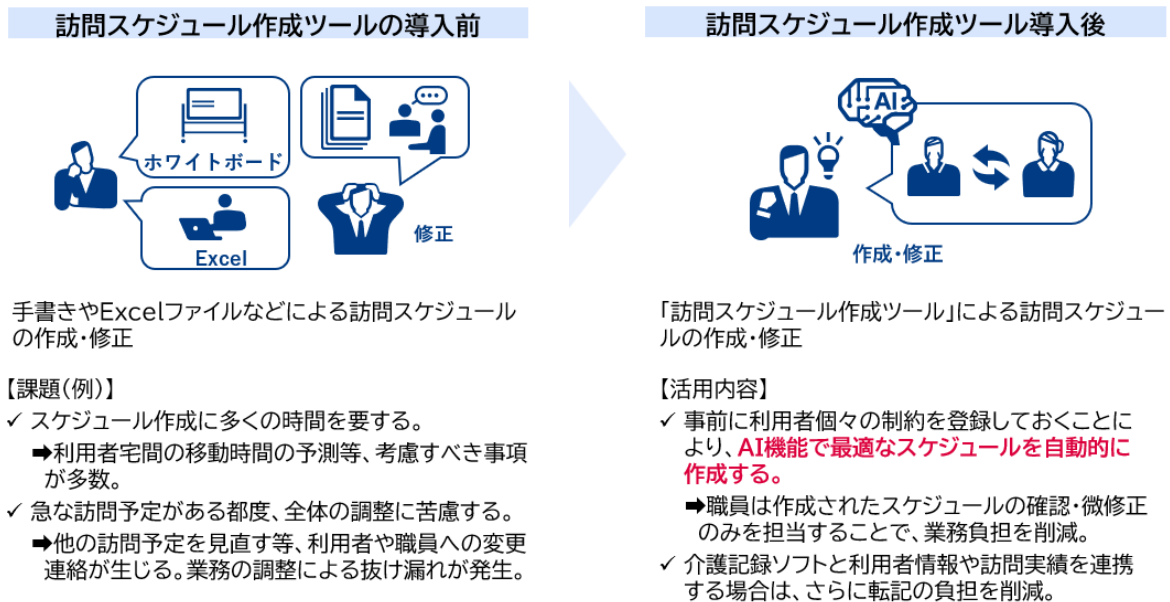 訪問スケジュール作成ツールの導入前
ホワイトボード
Excel
修正
手書きやExcelファイルなどによる訪問スケジュール
の作成・修正
【課題(例)】
✓ スケジュール作成に多くの時間を要する。
➡利用者宅間の移動時間の予測等、考慮すべき事項
が多数。
✓ 急な訪問予定がある都度、全体の調整に苦慮する。
➡他の訪問予定を見直す等、利用者や職員への変更
連絡が生じる。業務の調整による抜け漏れが発生。
訪問スケジュール作成ツール導入後
AI
作成・修正
「訪問スケジュール作成ツール」による訪問スケジュー
ルの作成・修正
【活用内容】
✓ 事前に利用者個々の制約を登録しておくことに
より、AI機能で最適なスケジュールを自動的に
作成する。
➡職員は作成されたスケジュールの確認・微修正
のみを担当することで、業務負担を削減。
✓ 介護記録ソフトと利用者情報や訪問実績を連携
する場合は、さらに転記の負担を削減。